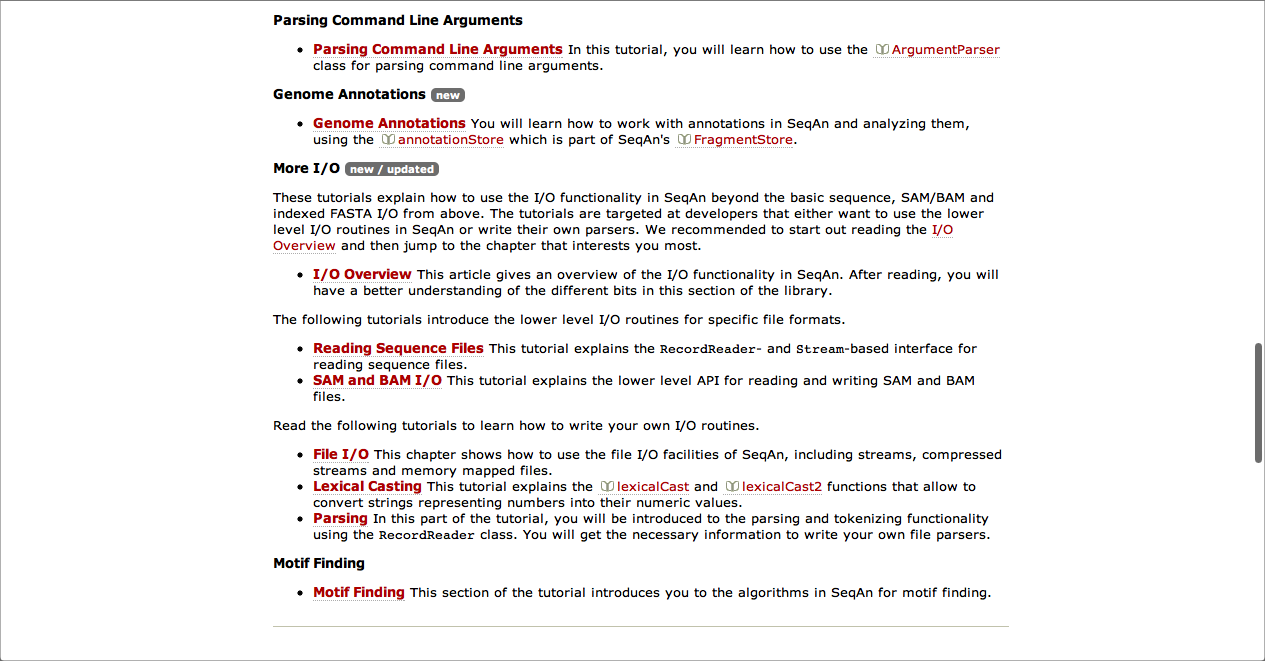 Parsing Command Line Arguments
Parsing Command Line Arguments In this tutorial, you will learn how to use the ArgumentParser
class for parsing command line arguments.
Genome Annotations new
Genome Annotations You will learn how to work with annotations in SeqAn and analyzing them,
using the annotationStore which is part of SeqAn's FragmentStore.
More I/O new / updated
These tutorials explain how to use the I/O functionality in SeqAn beyond the basic sequence, SAM/BAM and
indexed FASTA I/O from above. The tutorials are targeted at developers that either want to use the lower
level I/O routines in SeqAn or write their own parsers. We recommended to start out reading the I/O
Overview and then jump to the chapter that interests you most.
I/O Overview This article gives an overview of the I/O functionality in SeqAn. After reading, you will
have a better understanding of the different bits in this section of the library.
The following tutorials introduce the lower level I/O routines for specific file formats.
Reading Sequence Files This tutorial explains the RecordReader- and Stream-based interface for
reading sequence files.
SAM and BAM I/O This tutorial explains the lower level API for reading and writing SAM and BAM
files.
Read the following tutorials to learn how to write your own I/O routines.
File I/O This chapter shows how to use the file I/O facilities of SeqAn, including streams, compressed
streams and memory mapped files.
Lexical Casting This tutorial explains the lexicalCast and lexicalCast2 functions that allow to
convert strings representing numbers into their numeric values.
Parsing In this part of the tutorial, you will be introduced to the parsing and tokenizing functionality
using the RecordReader class. You will get the necessary information to write your own file parsers.
Motif Finding
Motif Finding This section of the tutorial introduces you to the algorithms in SeqAn for motif finding.